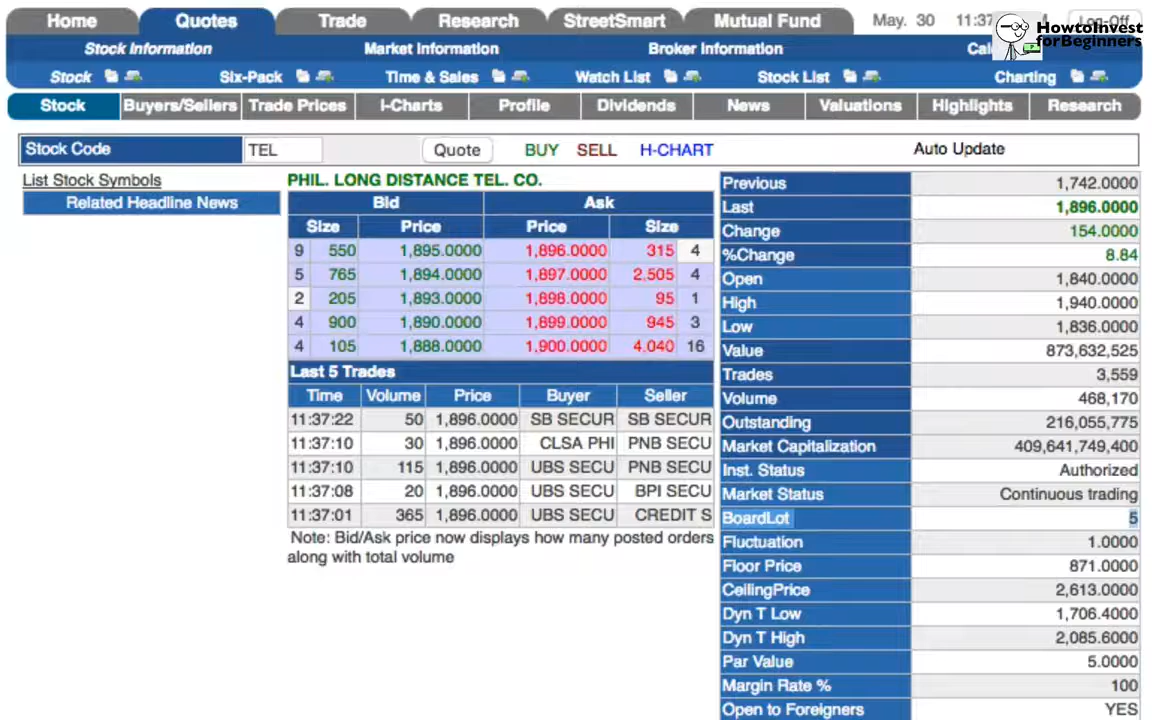 Home Quotes Trade Research StreetSmart Mutual Fund May. 30 11:37 Log-Off
HowtoInvest
forBeginners
Stock Information Market Information Broker Information
Stock Six-Pack Time & Sales Watch List Stock List Charting
Stock Buyers/Sellers Trade Prices I-Charts Profile Dividends News Valuations Highlights Research
Stock Code TEL Quote BUY SELL H-CHART Auto Update
List Stock Symbols
Related Headline News
PHIL. LONG DISTANCE TEL. CO.
Bid Ask
Size Price Price Size
9 550 1,895.0000 1,896.0000 315 4
5 765 1,894.0000 1,897.0000 2,505 4
2 205 1,893.0000 1,898.0000 95 1
4 900 1,890.0000 1,899.0000 945 3
4 105 1,888.0000 1,900.0000 4,040 16
Last 5 Trades
Time Volume Price Buyer Seller
11:37:22 50 1,896.0000 SB SECUR SB SECUR
11:37:10 30 1,896.0000 CLSA PHI PNB SECU
11:37:10 115 1,896.0000 UBS SECU PNB SECU
11:37:08 20 1,896.0000 UBS SECU BPI SECU
11:37:01 365 1,896.0000 UBS SECU CREDIT S
Note: Bid/Ask price now displays how many posted orders
along with total volume
Previous 1,742.0000
Last 1,896.0000
Change 154.0000
%Change 8.84
Open 1,840.0000
High 1,940.0000
Low 1,836.0000
Value 873,632,525
Trades 3,559
Volume 468,170
Outstanding 216,055,775
Market Capitalization 409,641,749,400
Inst. Status Authorized
Market Status Continuous trading
BoardLot 5
Fluctuation 1.0000
Floor Price 871.0000
CeilingPrice 2,613.0000
Dyn T Low 1,706.4000
Dyn T High 2,085.6000
Par Value 5.0000
Margin Rate % 100
Open to Foreigners YES